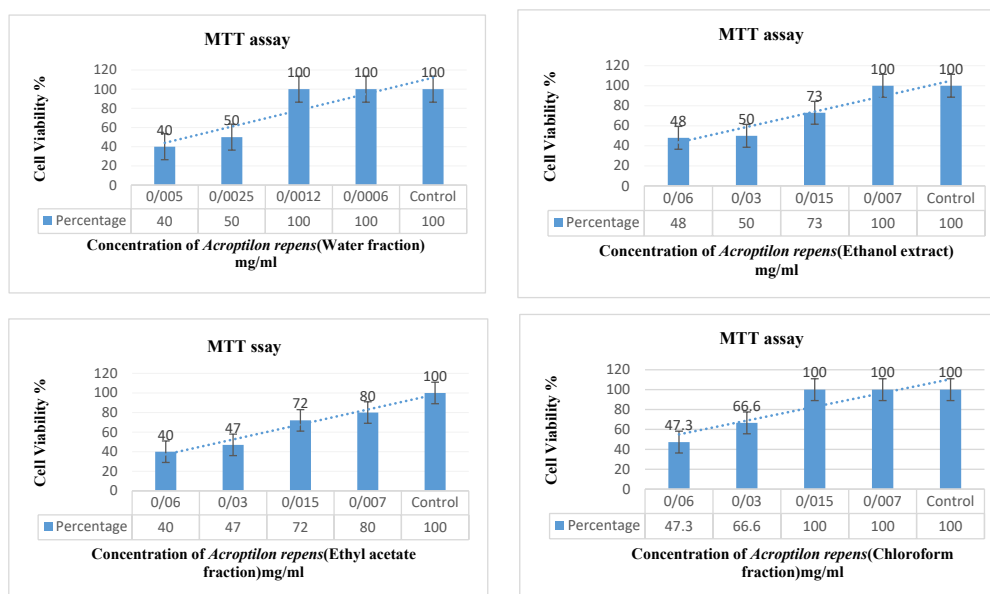 MTT assay
Cell Viability %
120
100
80
60
40
20
0
40
50
100
100
100
0/005 0/0025 0/0012 0/0006 Control
Percentage 40 50 100 100 100
Concentration of Acroptilon repens(Water fraction)
mg/ml
MTT assay
Cell Viability %
120
100
80
60
40
20
0
48
50
73
100
100
0/06 0/03 0/015 0/007 Control
Percentage 48 50 73 100 100
Concentration of Acroptilon repens(Ethanol extract)
mg/ml
MTT ssay
Cell Viability %
120
100
80
60
40
20
0
40
47
72
80
100
0/06 0/03 0/015 0/007 Control
Percentage 40 47 72 80 100
Concentration of Acroptilon repens(Ethyl acetate
fraction)mg/ml
MTT assay
Cell Viability %
120
100
80
60
40
20
0
47.3
66.6
100
100
100
0/06 0/03 0/015 0/007 Control
Percentage 47.3 66.6 100 100 100
Concentration of Acroptilon repens(Chloroform
fraction)mg/ml